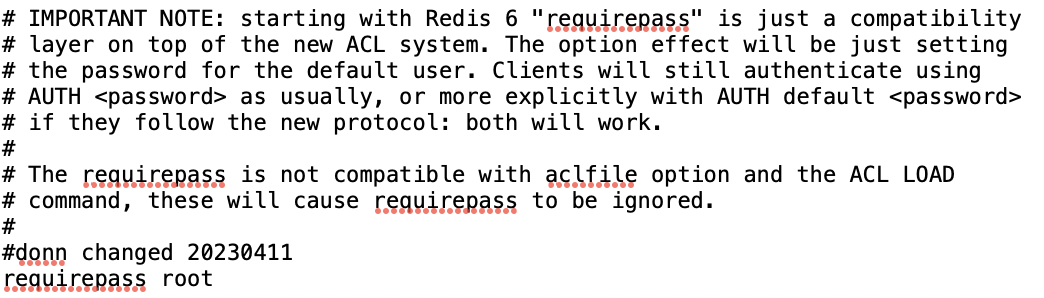 # IMPORTANT NOTE: starting with Redis 6 "requirepass" is just a compatibility
# layer on top of the new ACL system. The option effect will be just setting
# the password for the default user. Clients will still authenticate using
# AUTH <password> as usually, or more explicitly with AUTH default <password>
# if they follow the new protocol: both will work.
#
# The requirepass is not compatible with aclfile option and the ACL LOAD
# command, these will cause requirepass to be ignored.
#
#donn changed 20230411
requirepass root